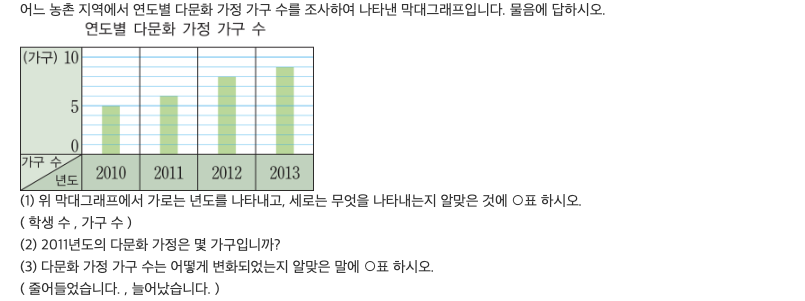 어느 농촌 지역에서 연도별 다문화 가정 가구 수를 조사하여 나타낸 막대그래프입니다. 물음에 답하시오.
연도별 다문화 가정 가구 수
(가구) 10
5
0
가구 수
년도
2010 2011 2012 2013
(1) 위 막대그래프에서 가로는 년도를 나타내고, 세로는 무엇을 나타내는지 알맞은 것에 ○표 하시오.
( 학생 수 , 가구 수 )
(2) 2011년도의 다문화 가정은 몇 가구입니까?
(3) 다문화 가정 가구 수는 어떻게 변화되었는지 알맞은 말에 ○표 하시오.
( 줄어들었습니다. , 늘어났습니다. )